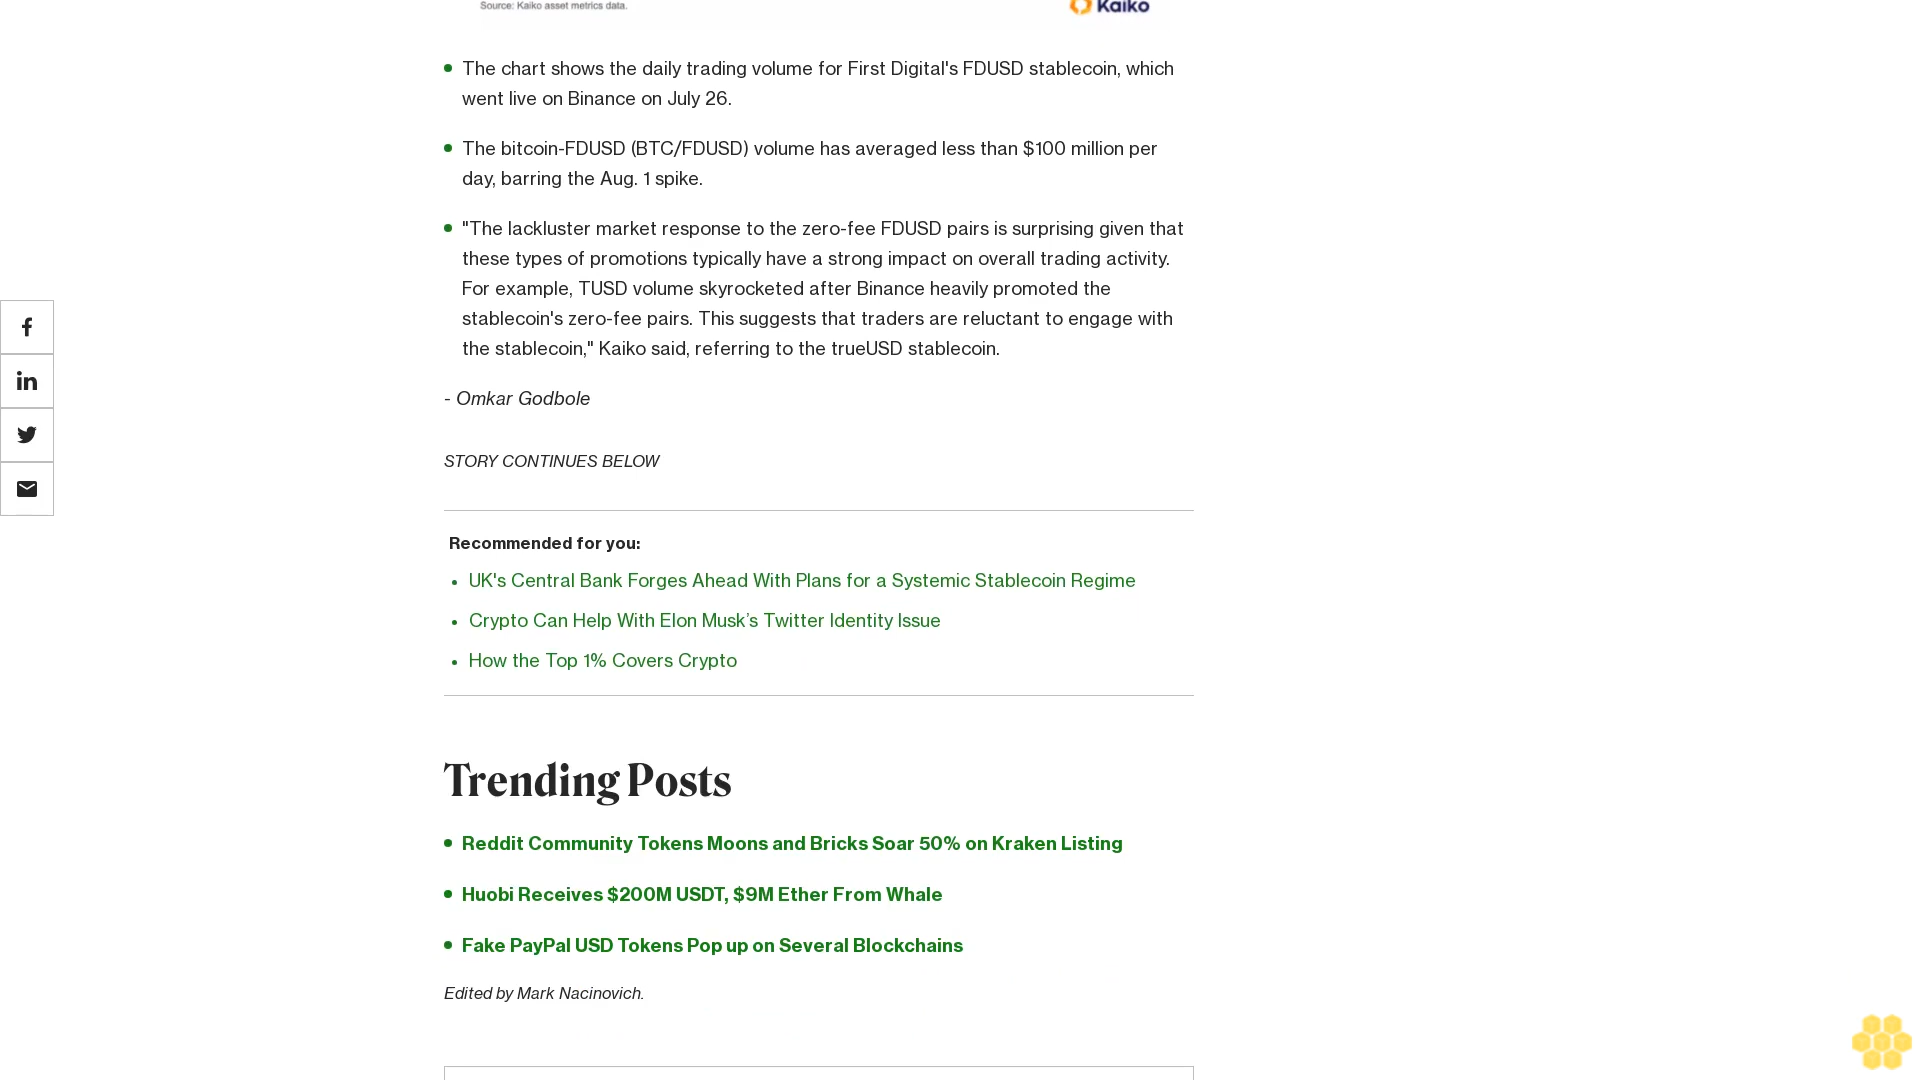 Source: Kaiko asset metrics data.
Kaiko
The chart shows the daily trading volume for First Digital's FDUSD stablecoin, which
went live on Binance on July 26.
The bitcoin-FDUSD (BTC/FDUSD) volume has averaged less than $100 million per
day, barring the Aug. 1 spike.
"The lackluster market response to the zero-fee FDUSD pairs is surprising given that
these types of promotions typically have a strong impact on overall trading activity.
For example, TUSD volume skyrocketed after Binance heavily promoted the
stablecoin's zero-fee pairs. This suggests that traders are reluctant to engage with
the stablecoin," Kaiko said, referring to the trueUSD stablecoin.
- Omkar Godbole
STORY CONTINUES BELOW
Recommended for you:
UK's Central Bank Forges Ahead With Plans for a Systemic Stablecoin Regime
Crypto Can Help With Elon Musk’s Twitter Identity Issue
How the Top 1% Covers Crypto
Trending Posts
Reddit Community Tokens Moons and Bricks Soar 50% on Kraken Listing
Huobi Receives $200M USDT, $9M Ether From Whale
Fake PayPal USD Tokens Pop up on Several Blockchains
Edited by Mark Nacinovich.